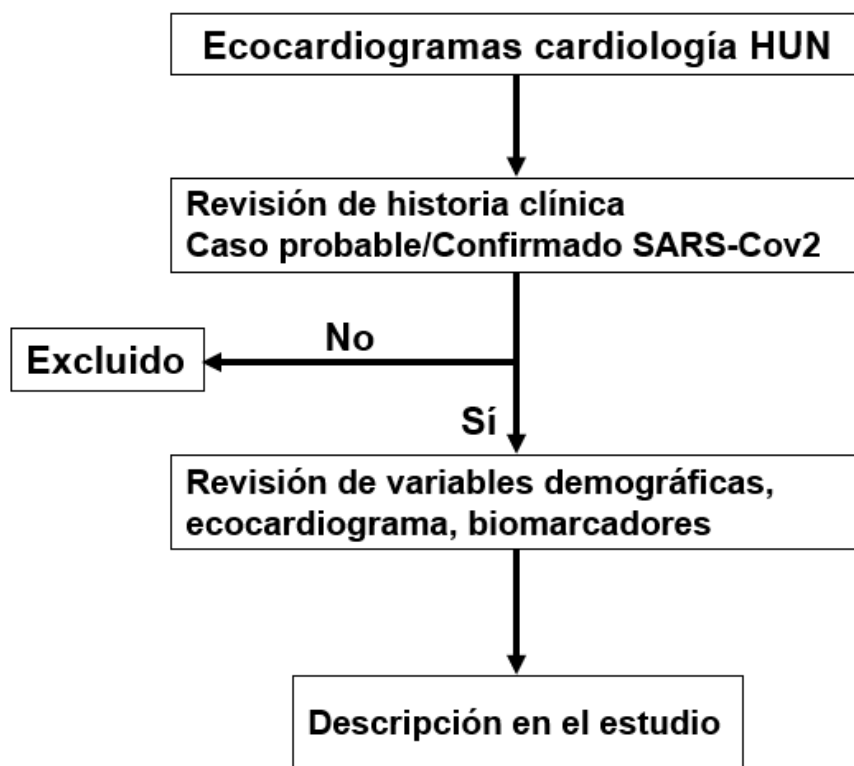 Ecocardiogramas cardiología HUN
Revisión de historia clínica
Caso probable/Confirmado SARS-Cov2
No
Excluido
Sí
Revisión de variables demográficas,
ecocardiograma, biomarcadores
Descripción en el estudio